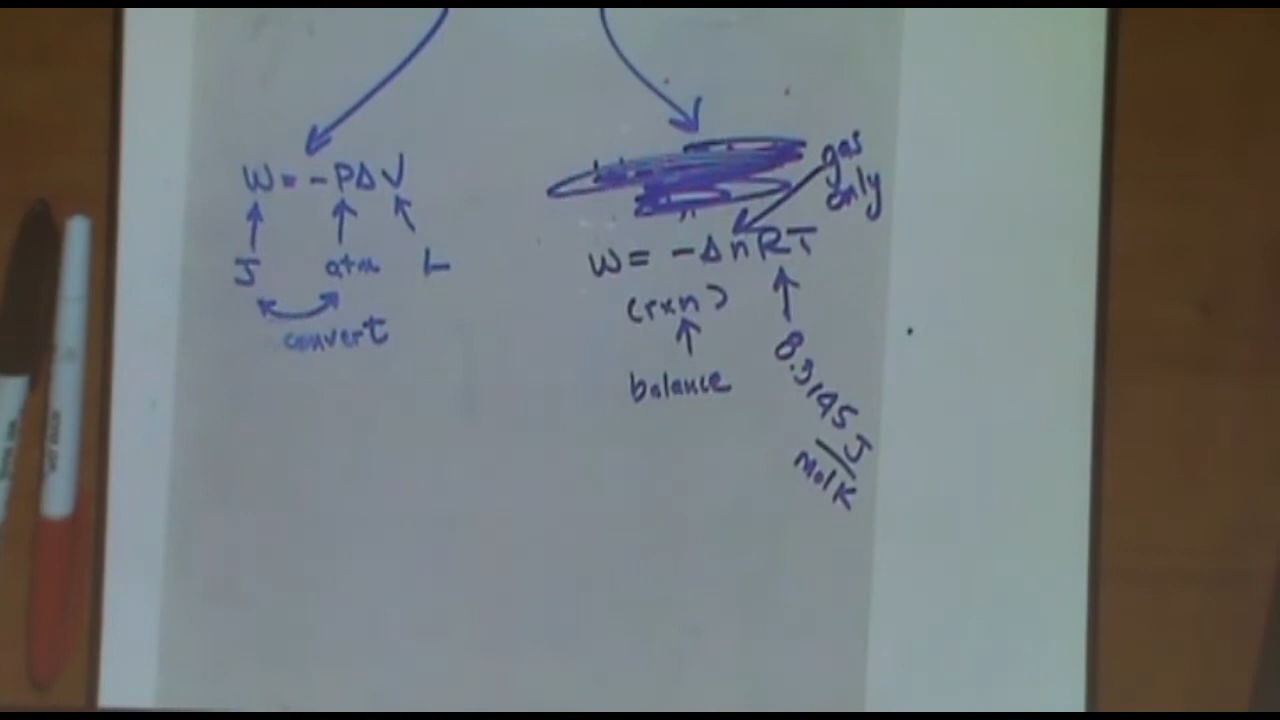 W = -PΔV
J atm L
convert
gas
only
W = -ΔnRT
(rxn)
balance
8.3145 J
mol K